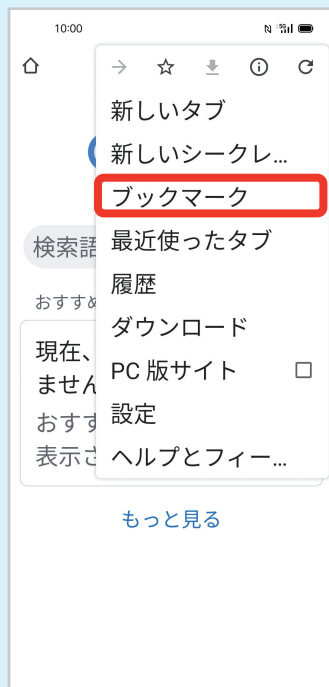 10:00
新しいタブ
新しいシークレ...
ブックマーク
検索語
最近使ったタブ
おすすめ
履歴
ダウンロード
現在、
PC 版サイト
ません
おすす
設定
表示さ
ヘルプとフィー...
もっと見る